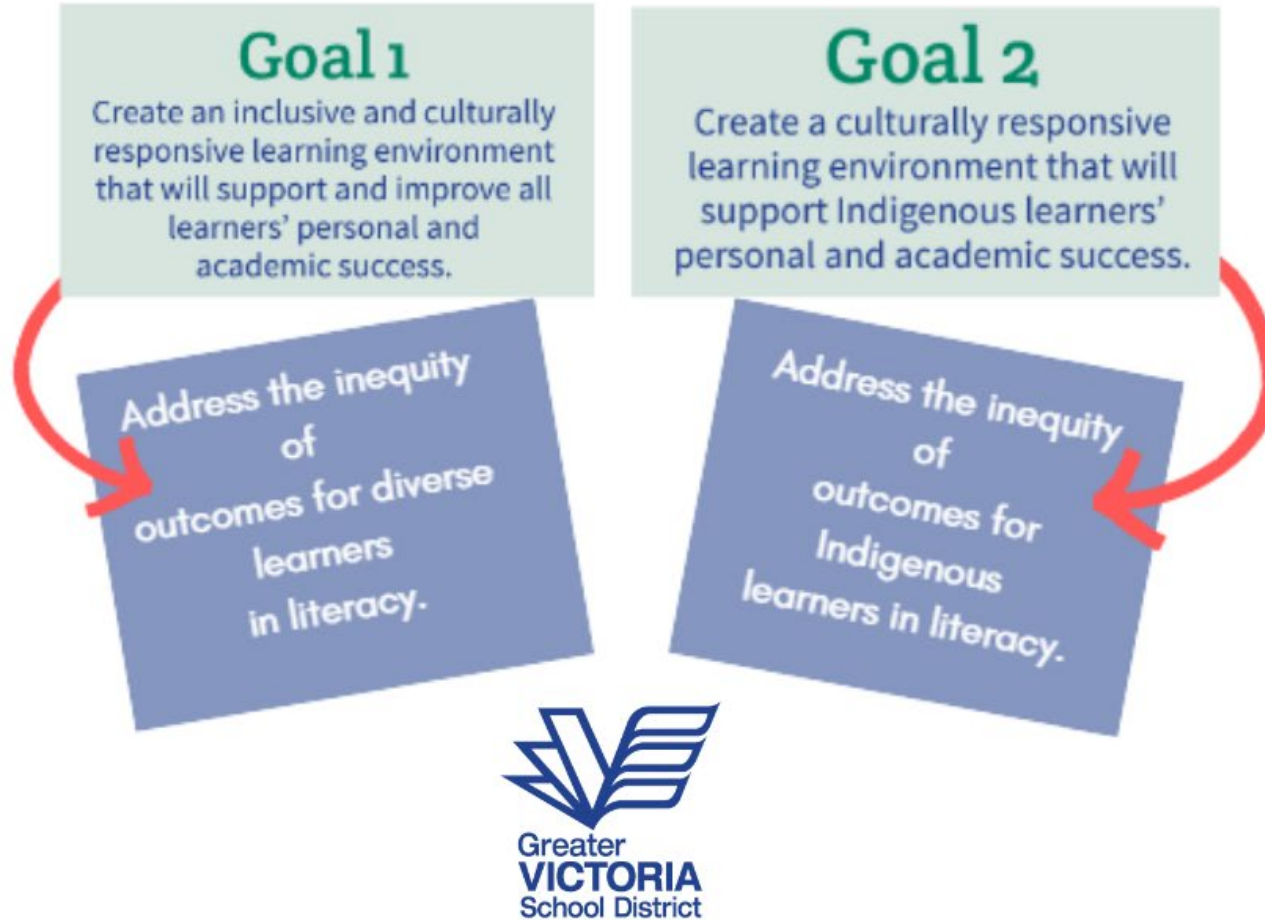 Goal 1
Create an inclusive and culturally
responsive learning environment
that will support and improve all
learners' personal and
academic success.
Address the inequity
of
outcomes for diverse
learners
in literacy.
Goal 2
Create a culturally responsive
learning environment that will
support Indigenous learners'
personal and academic success.
Address the inequity
of
outcomes for
Indigenous
learners in literacy.
Greater
VICTORIA
School District